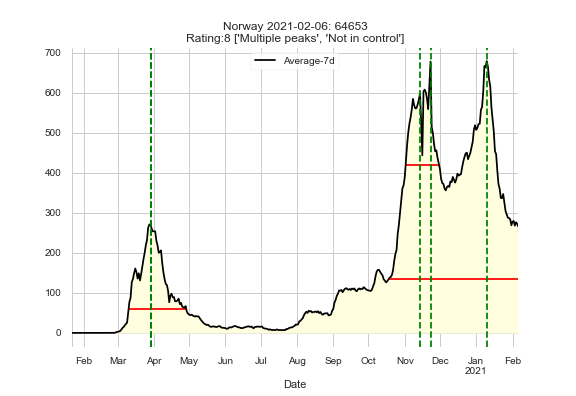 Norway 2021-02-06: 64653
Rating:8 ['Multiple peaks', 'Not in control']
Average-7d
700
600
500
400
300
200
100
0
Feb Mar Apr May Jun Jul Aug Sep Oct Nov Dec Jan Feb
2021
Date